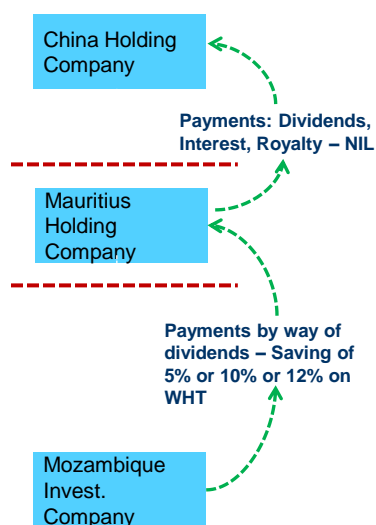 China Holding
Company
Payments: Dividends,
Interest, Royalty – NIL
Mauritius
Holding
Company
Payments by way of
dividends – Saving of
5% or 10% or 12% on
WHT
Mozambique
Invest.
Company